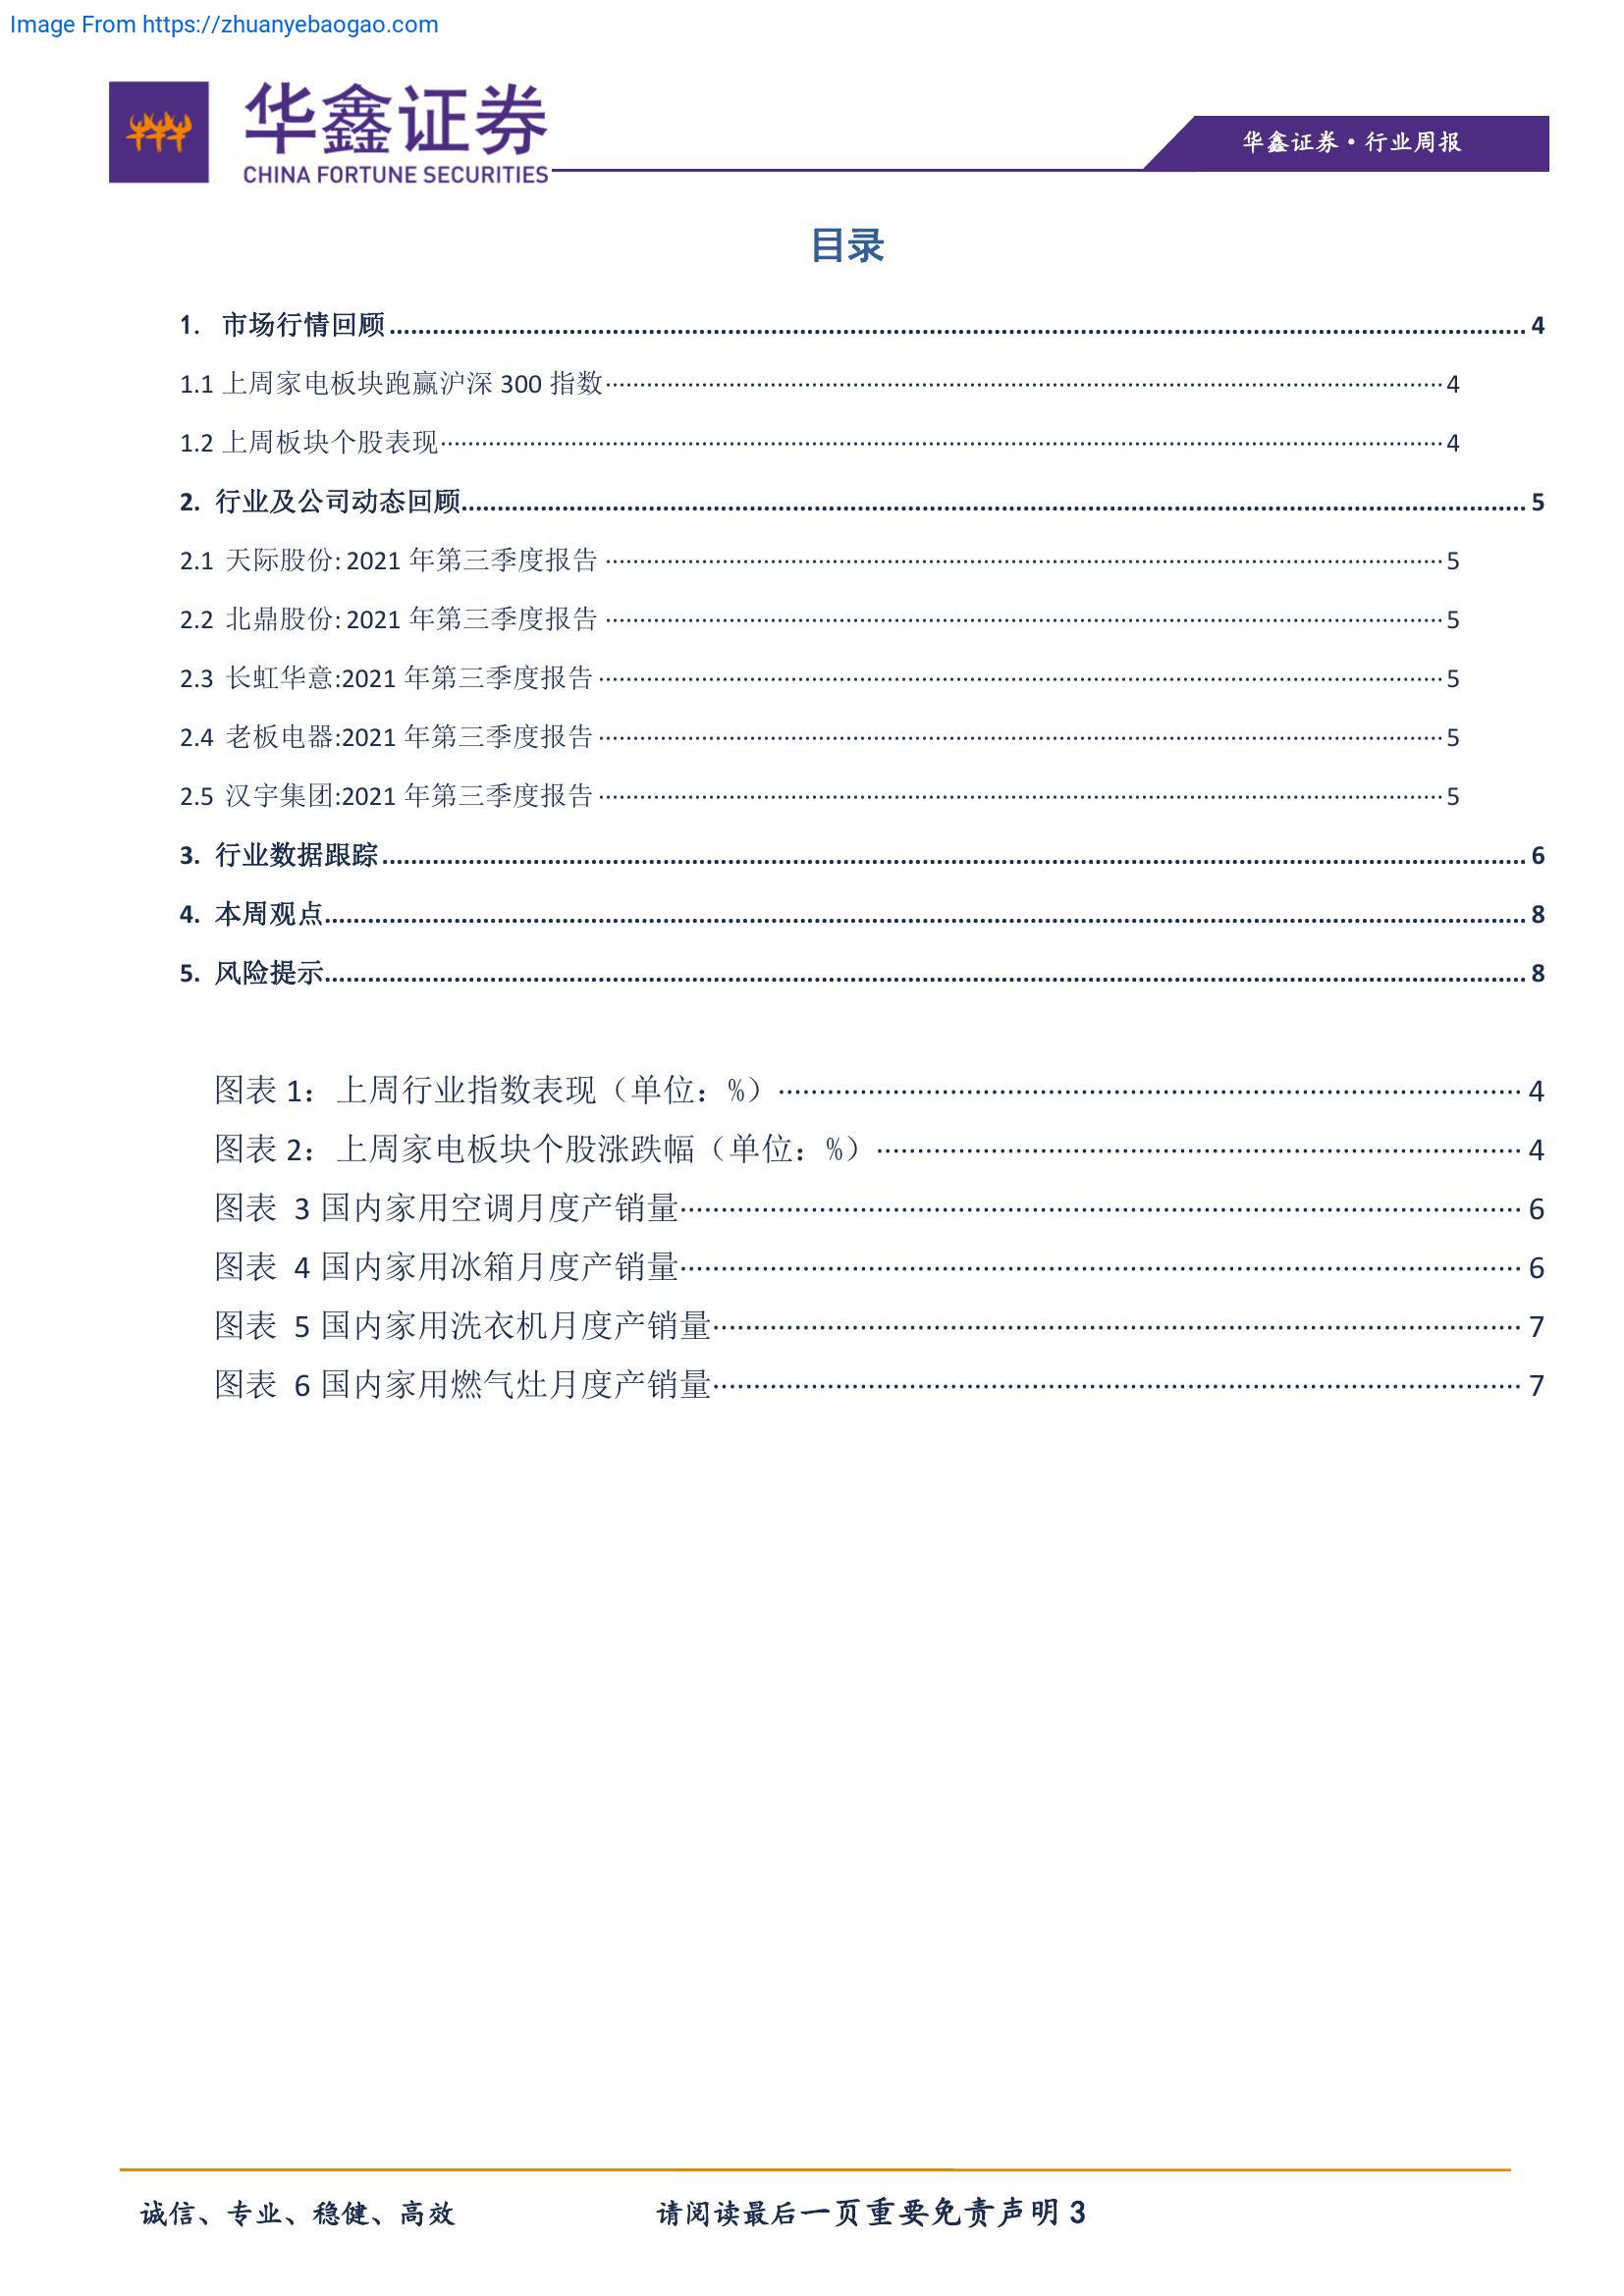 Image From https://zhuanyebaogao.com
华鑫证券
CHINA FORTUNE SECURITIES
华鑫证券·行业周报
目录
1. 市场行情回顾 4
1.1 上周家电板块跑赢沪深 300 指数 4
1.2 上周板块个股表现 4
2. 行业及公司动态回顾 5
2.1 天际股份: 2021 年第三季度报告 5
2.2 北鼎股份: 2021 年第三季度报告 5
2.3 长虹华意:2021 年第三季度报告 5
2.4 老板电器:2021 年第三季度报告 5
2.5 汉宇集团:2021 年第三季度报告 5
3. 行业数据跟踪 6
4. 本周观点 8
5. 风险提示 8
图表 1：上周行业指数表现（单位：%） 4
图表 2：上周家电板块个股涨跌幅（单位：%） 4
图表 3 国内家用空调月度产销量 6
图表 4 国内家用冰箱月度产销量 6
图表 5 国内家用洗衣机月度产销量 7
图表 6 国内家用燃气灶月度产销量 7
诚信、专业、稳健、高效 请阅读最后一页重要免责声明 3